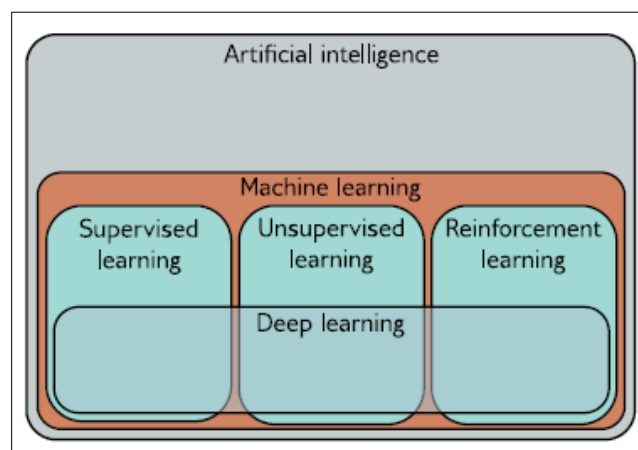 Artificial intelligence
Machine learning
Supervised
learning
Unsupervised
learning
Reinforcement
learning
Deep learning